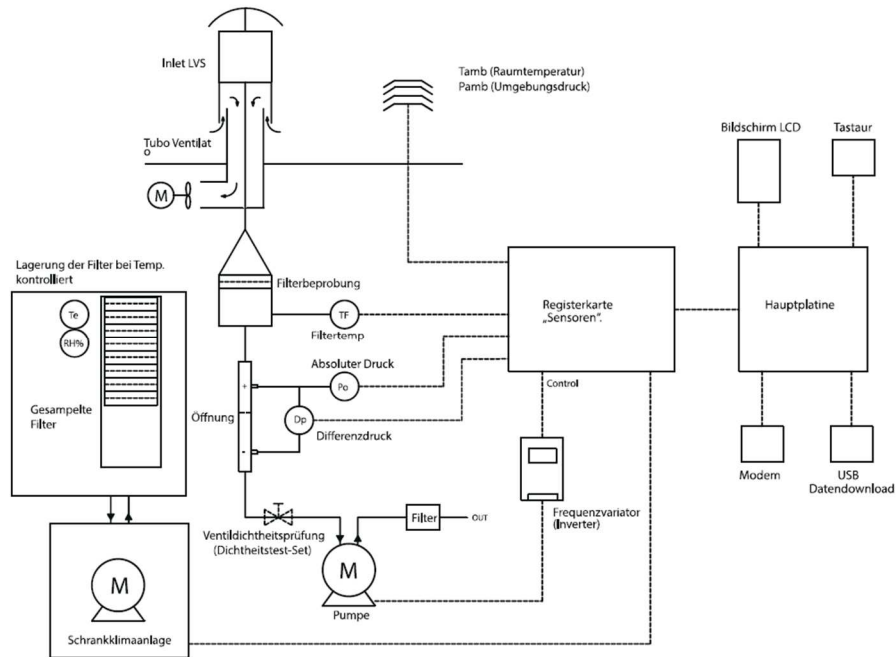 Inlet LVS
Tamb (Raumtemperatur)
Pamb (Umgebungsdruck)
Bildschirm LCD
Tastaur
Tubo Ventilat
o
M
Lagerung der Filter bei Temp.
kontrolliert
Te
RH%
Gesampelte
Filter
Filterbeprobung
TF
Filtertemp
Absoluter Druck
Po
Öffnung
+
-
Dp
Differenzdruck
Registerkarte
„Sensoren“.
Hauptplatine
Control
Modem
USB
Datendownload
Frequenzvariator
(Inverter)
Ventildichtheitsprüfung
(Dichtheitstest-Set)
Filter
OUT
M
Pumpe
M
Schrankklimaanlage